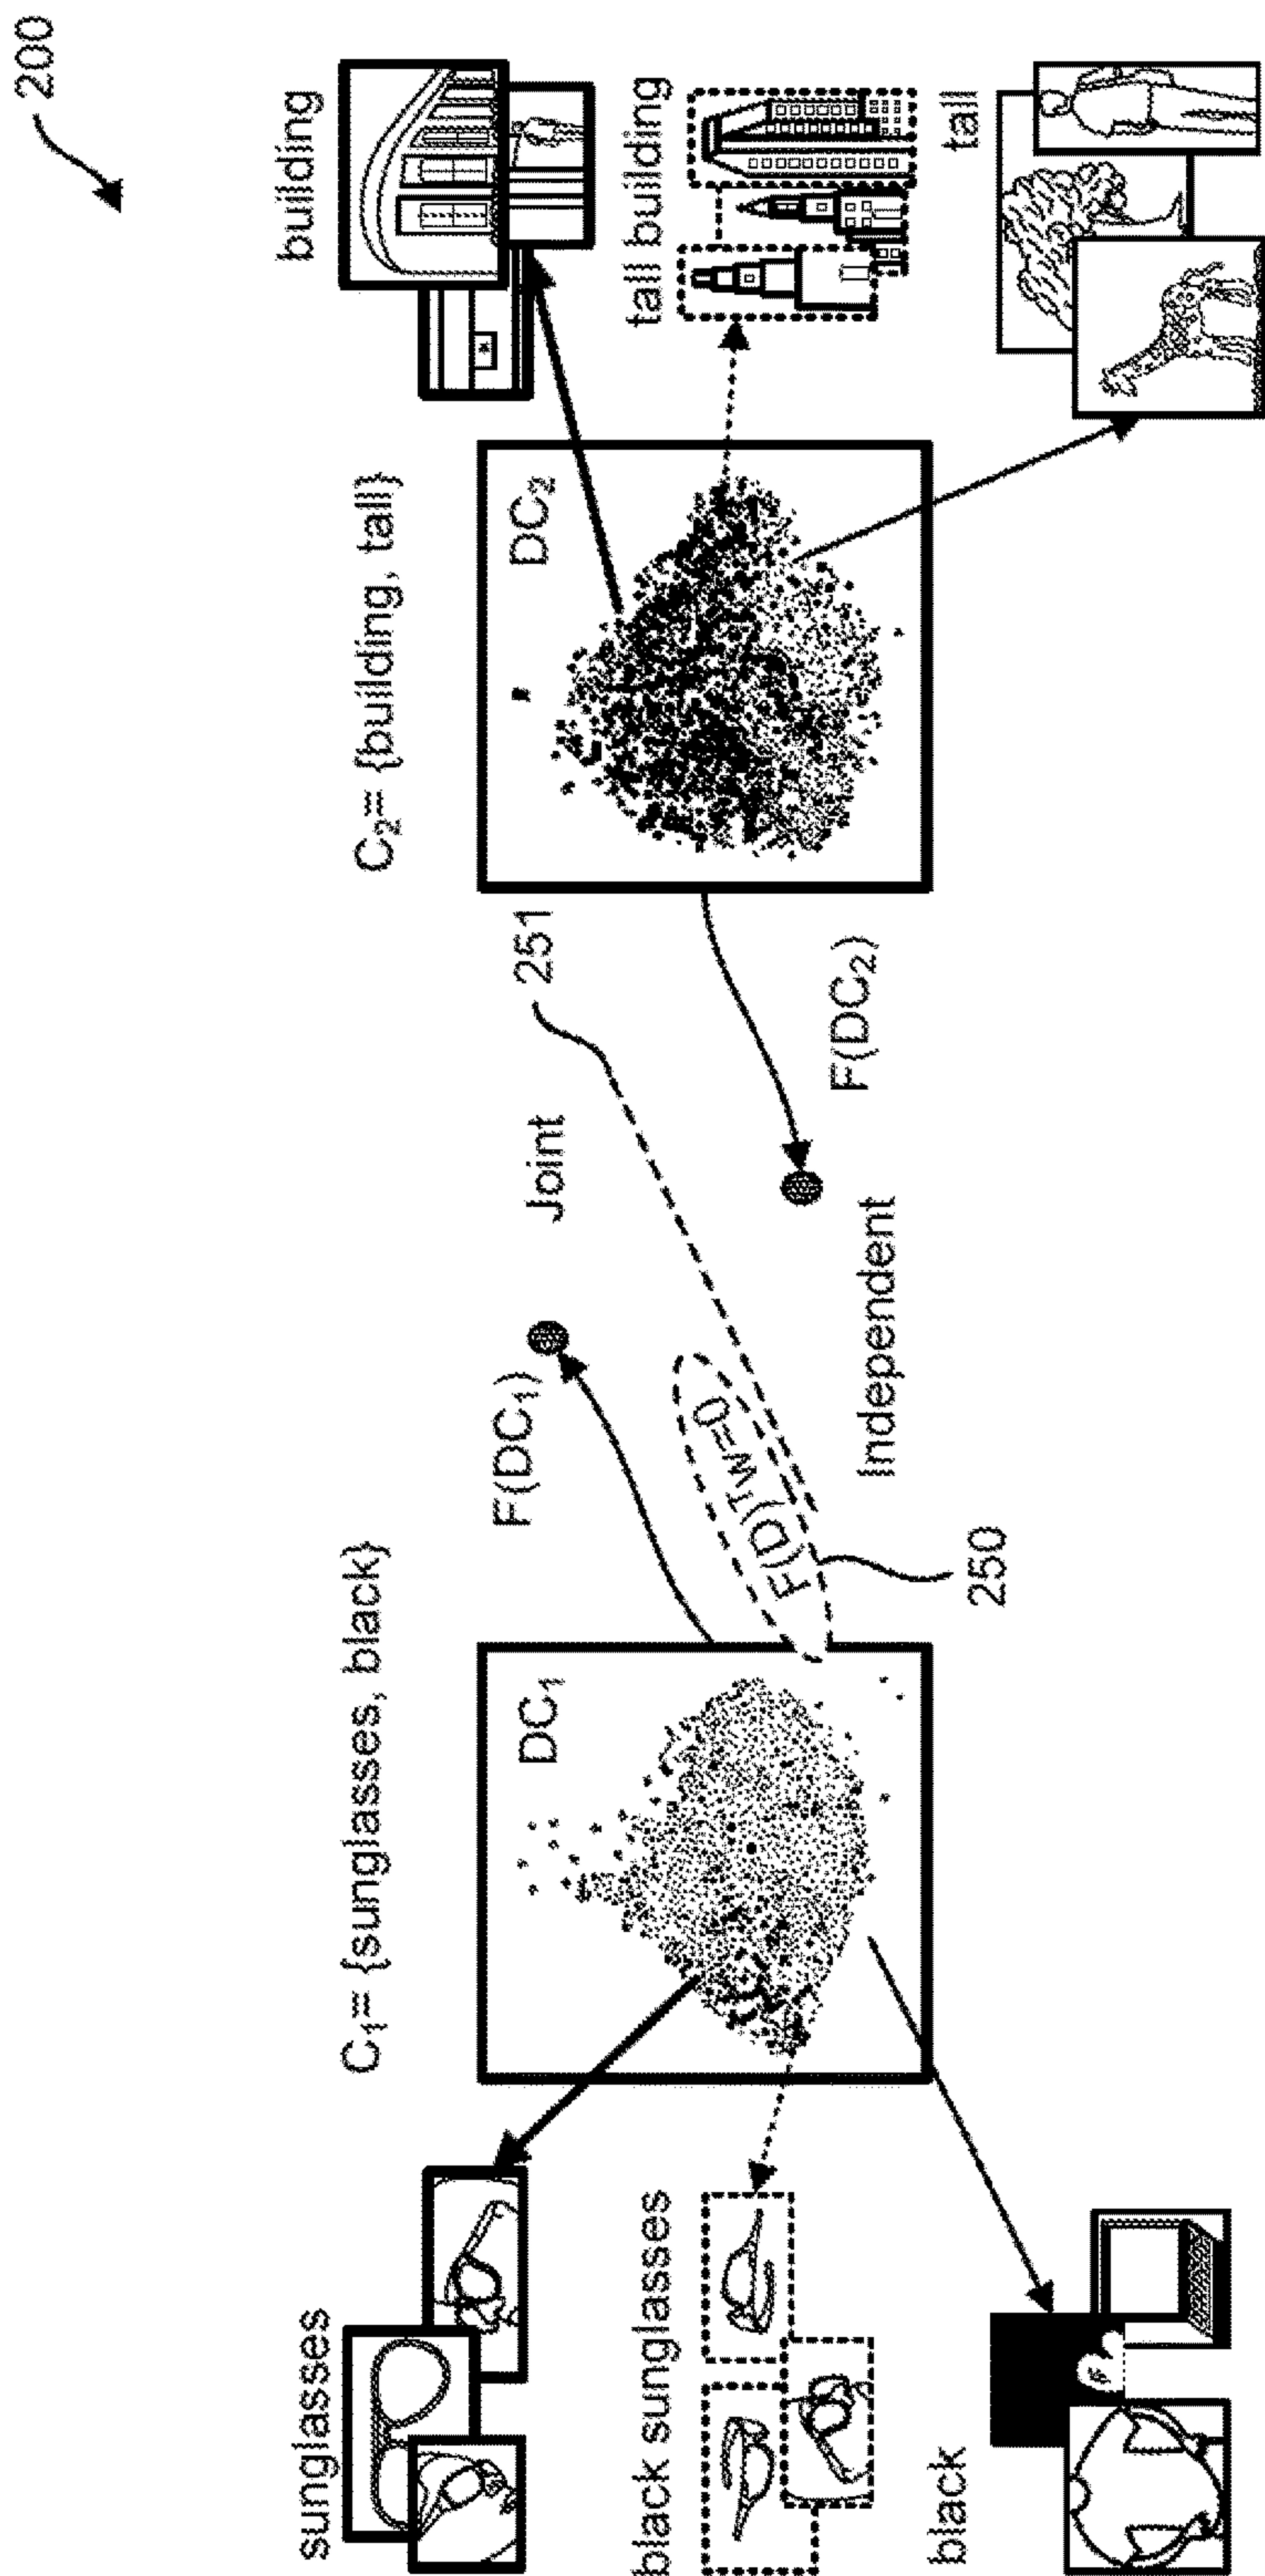 200
C₁= {sunglasses, black}
C₂= {building, tall}
sunglasses
black sunglasses
black
DC₁
F(DC₁)
F(D)ᵀW=0
250
Joint
Independent
251
F(DC₂)
DC₂
building
tall building
tall